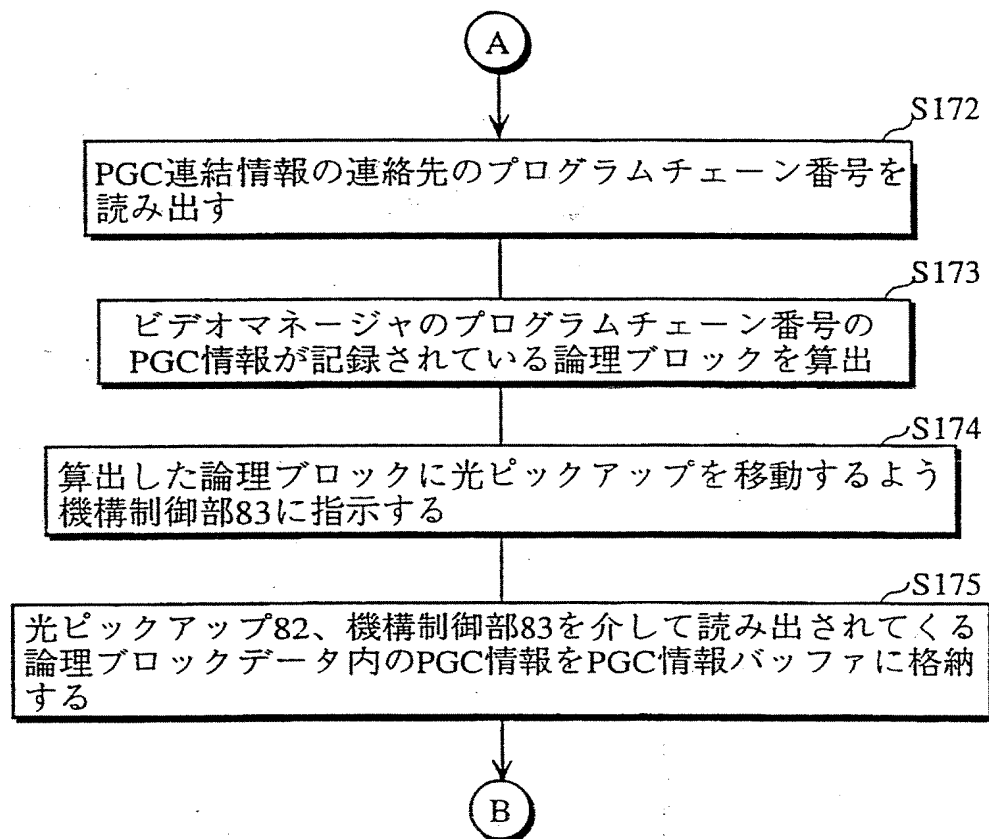 A
S172
PGC連結情報の連絡先のプログラムチェーン番号を
読み出す
S173
ビデオマネージャのプログラムチェーン番号の
PGC情報が記録されている論理ブロックを算出
S174
算出した論理ブロックに光ピックアップを移動するよう
機構制御部83に指示する
S175
光ピックアップ82、機構制御部83を介して読み出されてくる
論理ブロックデータ内のPGC情報をPGC情報バッファに格納
する
B